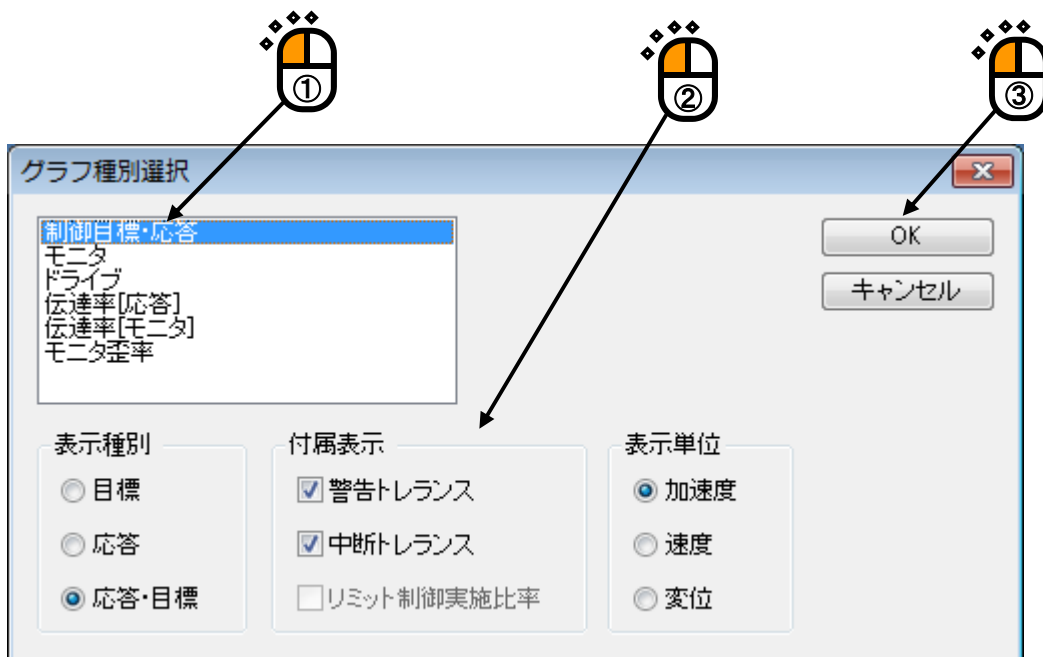 ①
②
③
グラフ種別選択
制御目標・応答
モニタ
ドライブ
伝達率[応答]
伝達率[モニタ]
モニタ歪率
OK
キャンセル
表示種別
目標
応答
応答・目標
付属表示
警告トレランス
中断トレランス
リミット制御実施比率
表示単位
加速度
速度
変位